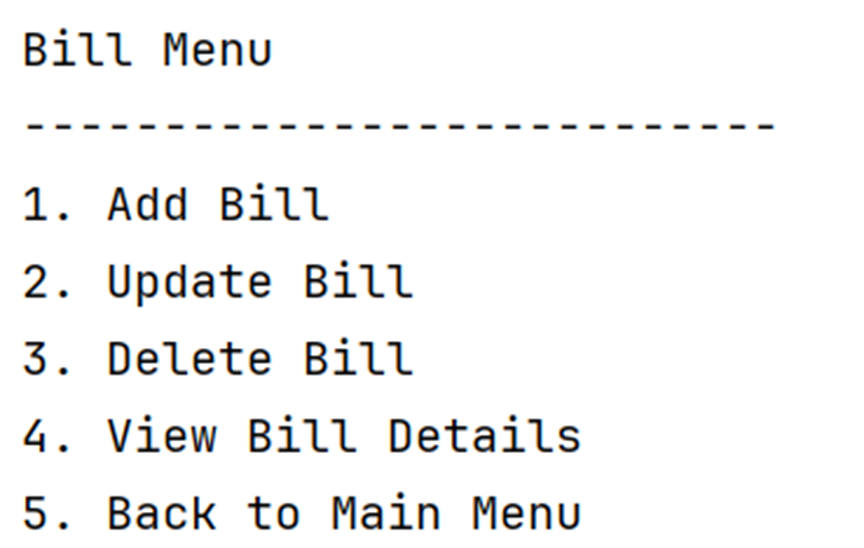 Bill Menu
---------------------------
1. Add Bill
2. Update Bill
3. Delete Bill
4. View Bill Details
5. Back to Main Menu